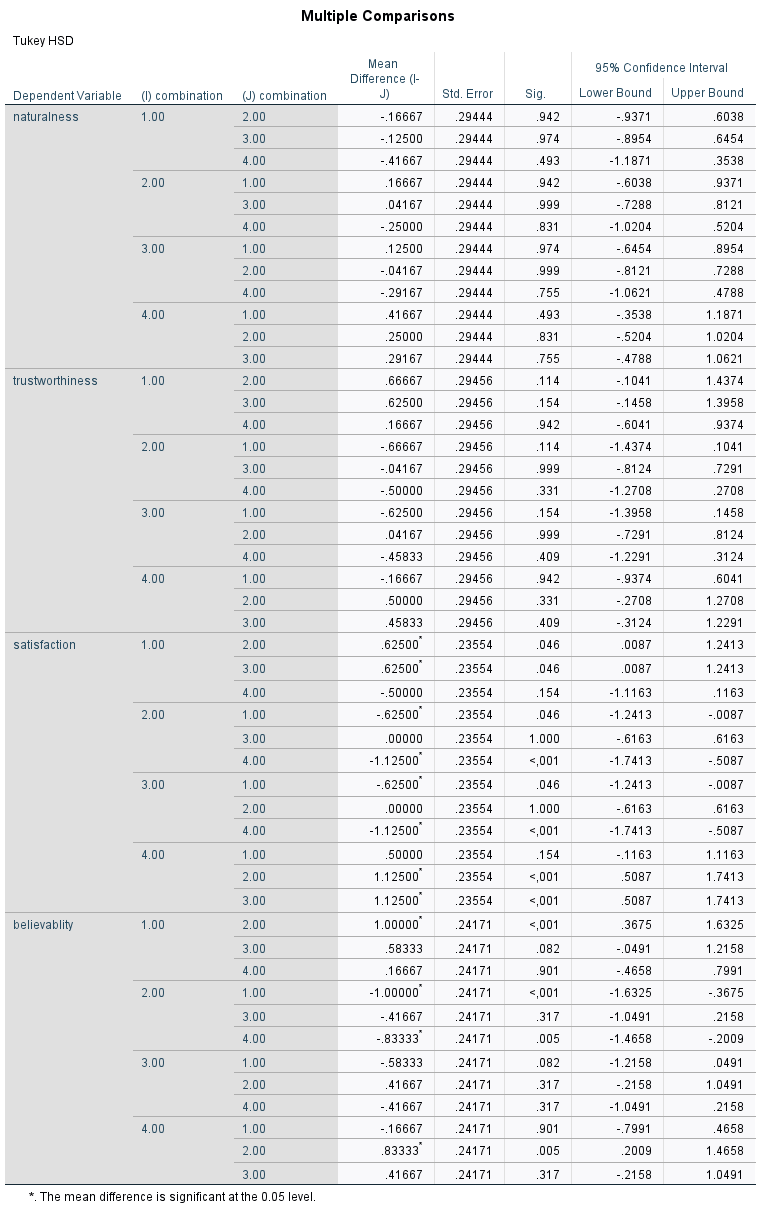 Multiple Comparisons
Tukey HSD
Dependent Variable (I) combination (J) combination Mean Difference (I-J) Std. Error Sig. 95% Confidence Interval
Lower Bound Upper Bound
naturalness 1.00 2.00 -.16667 .29444 .942 -.9371 .6038
3.00 -.12500 .29444 .974 -.8954 .6454
4.00 -.41667 .29444 .493 -1.1871 .3538
2.00 1.00 .16667 .29444 .942 -.6038 .9371
3.00 .04167 .29444 .999 -.7288 .8121
4.00 -.25000 .29444 .831 -1.0204 .5204
3.00 1.00 .12500 .29444 .974 -.6454 .8954
2.00 -.04167 .29444 .999 -.8121 .7288
4.00 -.29167 .29444 .755 -1.0621 .4788
4.00 1.00 .41667 .29444 .493 -.3538 1.1871
2.00 .25000 .29444 .831 -.5204 1.0204
3.00 .29167 .29444 .755 -.4788 1.0621
trustworthiness 1.00 2.00 .66667 .29456 .114 -.1041 1.4374
3.00 .62500 .29456 .154 -.1458 1.3958
4.00 .16667 .29456 .942 -.6041 .9374
2.00 1.00 -.66667 .29456 .114 -1.4374 .1041
3.00 -.04167 .29456 .999 -.8124 .7291
4.00 -.50000 .29456 .331 -1.2708 .2708
3.00 1.00 -.62500 .29456 .154 -1.3958 .1458
2.00 .04167 .29456 .999 -.7291 .8124
4.00 -.45833 .29456 .409 -1.2291 .3124
4.00 1.00 -.16667 .29456 .942 -.9374 .6041
2.00 .50000 .29456 .331 -.2708 1.2708
3.00 .45833 .29456 .409 -.3124 1.2291
satisfaction 1.00 2.00 .62500* .23554 .046 .0087 1.2413
3.00 .62500* .23554 .046 .0087 1.2413
4.00 -.50000 .23554 .154 -1.1163 .1163
2.00 1.00 -.62500* .23554 .046 -1.2413 -.0087
3.00 .00000 .23554 1.000 -.6163 .6163
4.00 -1.12500* .23554 <,001 -1.7413 -.5087
3.00 1.00 -.62500* .23554 .046 -1.2413 -.0087
2.00 .00000 .23554 1.000 -.6163 .6163
4.00 -1.12500* .23554 <,001 -1.7413 -.5087
4.00 1.00 .50000 .23554 .154 -.1163 1.1163
2.00 1.12500* .23554 <,001 .5087 1.7413
3.00 1.12500* .23554 <,001 .5087 1.7413
believablity 1.00 2.00 1.00000* .24171 <,001 .3675 1.6325
3.00 .58333 .24171 .082 -.0491 1.2158
4.00 .16667 .24171 .901 -.4658 .7991
2.00 1.00 -1.00000* .24171 <,001 -1.6325 -.3675
3.00 -.41667 .24171 .317 -1.0491 .2158
4.00 -.83333* .24171 .005 -1.4658 -.2009
3.00 1.00 -.58333 .24171 .082 -1.2158 .0491
2.00 .41667 .24171 .317 -.2158 1.0491
4.00 -.41667 .24171 .317 -1.0491 .2158
4.00 1.00 -.16667 .24171 .901 -.7991 .4658
2.00 .83333* .24171 .005 .2009 1.4658
3.00 .41667 .24171 .317 -.2158 1.0491
*. The mean difference is significant at the 0.05 level.